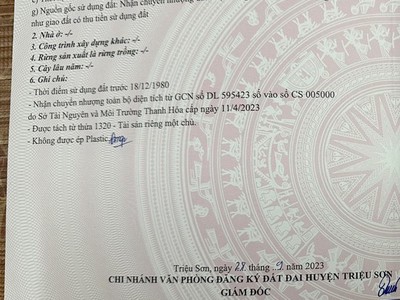 g) Nguồn gốc sử dụng đất: Nhận chuyển nhượng
như giao đất có thu tiền sử dụng đất
2. Nhà ở: -/-
3. Công trình xây dựng khác: -/-
4. Rừng sản xuất là rừng trồng: -/-
5. Cây lâu năm: -/-
6. Ghi chú:
- Thời điểm sử dụng đất trước 18/12/1980
- Nhận chuyển nhượng toàn bộ diện tích từ GCN số DL 595423 số vào sổ CS 005000
do Sở Tài Nguyên và Môi Trường Thanh Hóa cấp ngày 11/4/2023
- Được tách từ thửa 1320 - Tài sản riêng một chủ.
- Không được ép Plastic
Triệu Sơn, ngày 28 tháng 9 năm 2023
CHI NHÁNH VĂN PHÒNG ĐĂNG KÝ ĐẤT ĐAI HUYỆN TRIỆU SƠN
GIÁM ĐỐC